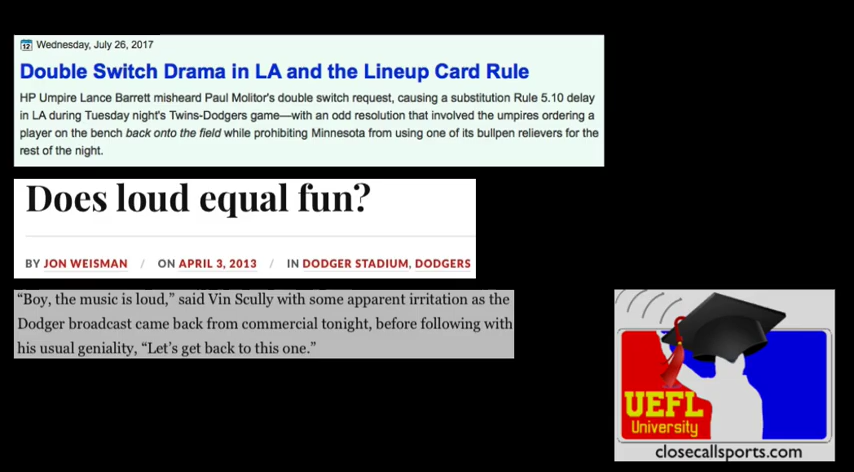 12 Wednesday, July 26, 2017
Double Switch Drama in LA and the Lineup Card Rule
HP Umpire Lance Barrett misheard Paul Molitor's double switch request, causing a substitution Rule 5.10 delay
in LA during Tuesday night's Twins-Dodgers game—with an odd resolution that involved the umpires ordering a
player on the bench back onto the field while prohibiting Minnesota from using one of its bullpen relievers for the
rest of the night.
Does loud equal fun?
BY JON WEISMAN / ON APRIL 3, 2013 / IN DODGER STADIUM, DODGERS
“Boy, the music is loud,” said Vin Scully with some apparent irritation as the
Dodger broadcast came back from commercial tonight, before following with
his usual geniality, “Let’s get back to this one.”
UEFL
University
closecallsports.com